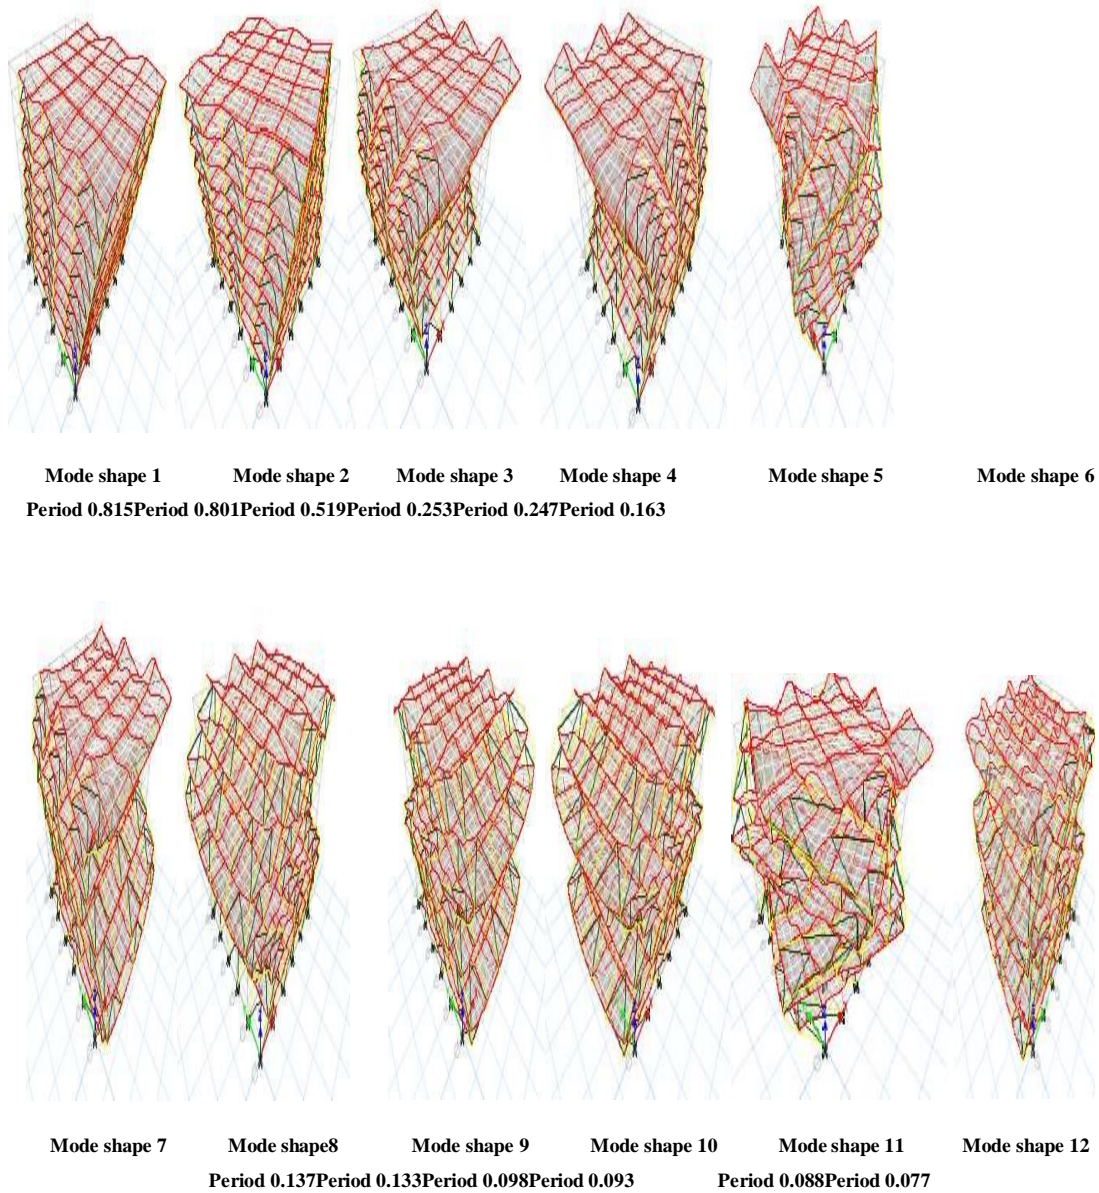 Mode shape 1 Mode shape 2 Mode shape 3 Mode shape 4 Mode shape 5 Mode shape 6
Period 0.815Period 0.801Period 0.519Period 0.253Period 0.247Period 0.163
Mode shape 7 Mode shape8 Mode shape 9 Mode shape 10 Mode shape 11 Mode shape 12
Period 0.137Period 0.133Period 0.098Period 0.093 Period 0.088Period 0.077